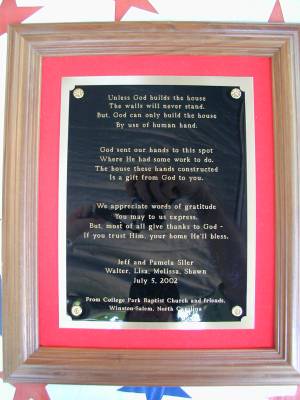 Unless God builds the house
The walls will never stand.
But, God can only build the house
By use of human hand.
God sent our hands to this spot
Where He had some work to do.
The house these hands constructed
Is a gift from God to you.
We appreciate words of gratitude
You may to us express.
But, most of all give thanks to God -
If you trust Him, your home He'll bless.
Jeff and Pamela Siler
Walter, Lisa, Melissa, Shawn
July 5, 2002
From College Park Baptist Church and friends,
Winston-Salem, North Carolina